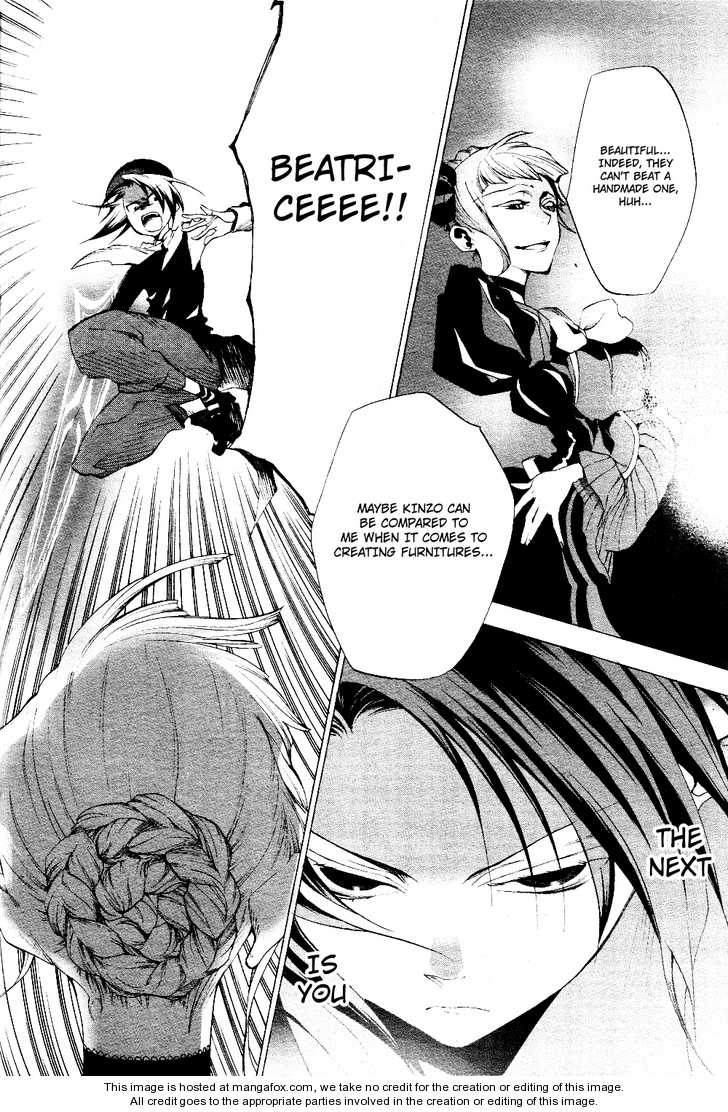 BEAUTIFUL...
INDEED, THEY
CAN'T BEAT A
HANDMADE ONE,
HUH...
MAYBE KINZO CAN
BE COMPARED TO
ME WHEN IT COMES TO
CREATING FURNITURES...
BEATRI-
CEEEE!!
THE
NEXT
IS
YOU
This image is hosted at mangafox.com, we take no credit for the creation or editing of this image.
All credit goes to the appropriate parties involved in the creation or editing of this image.